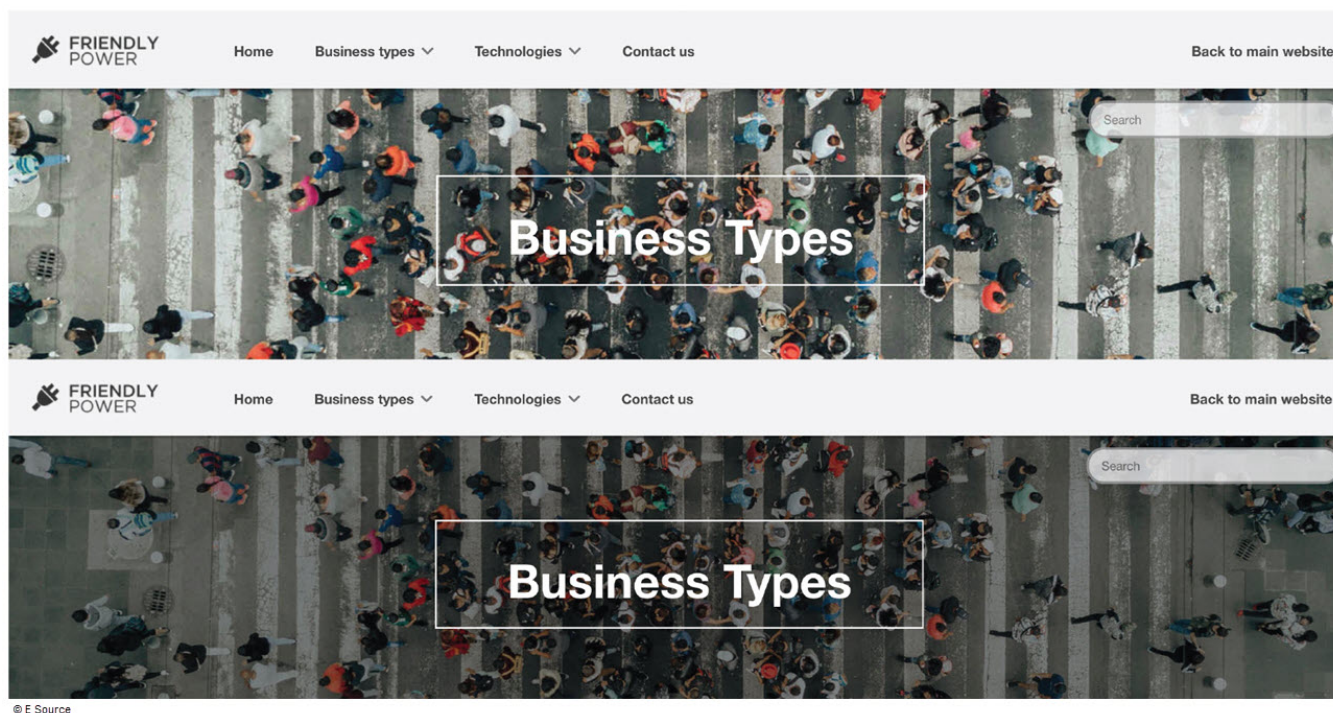 FRIENDLY
POWER
Home Business types Technologies Contact us Back to main website
Search
Business Types
FRIENDLY
POWER
Home Business types Technologies Contact us Back to main website
Search
Business Types
© E Source